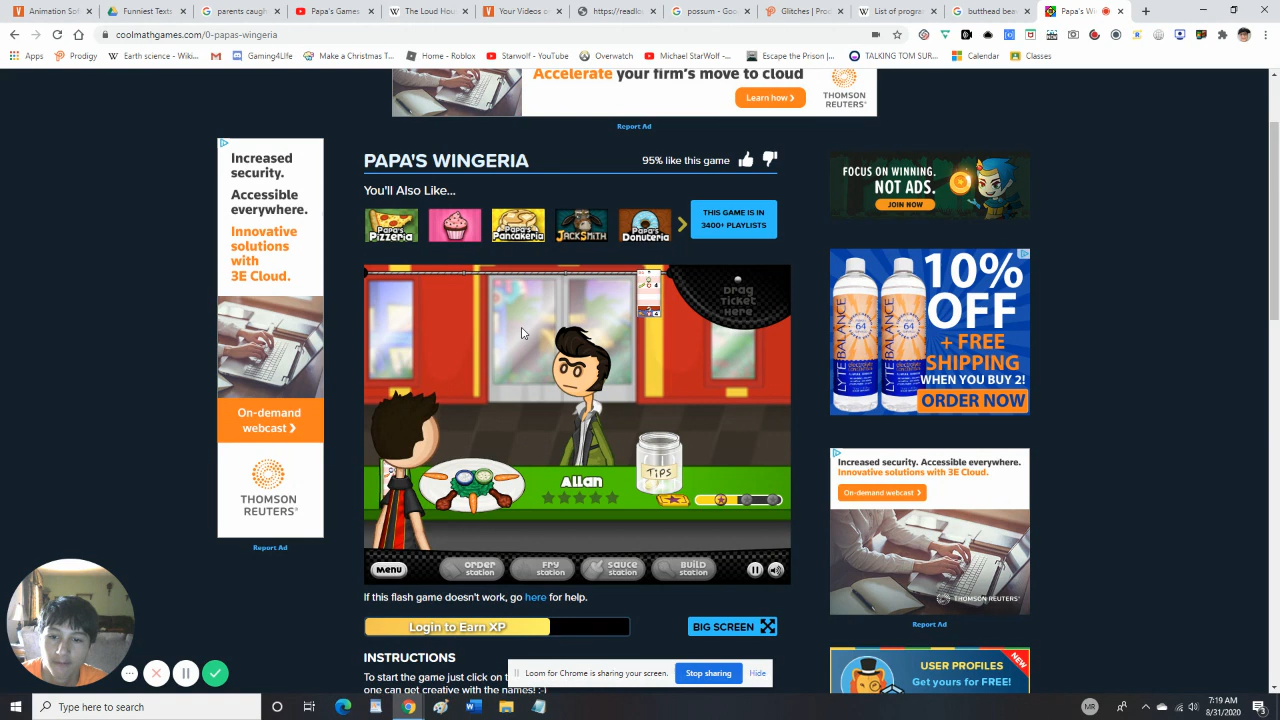 Animation Sol
Funniest Texts
parents cauc
The Loud Hou
Your Videos -
https://reallo
possum - Goo
Glitches | Pro
List of progra
butthead bea
Papa's Wi
coolmathgames.com/0-papas-wingeria
Apps
Prodigy
Earth science - Wiki...
Gaming4Life
Make a Christmas T...
Home - Roblox
Starwolf - YouTube
Michael StarWolf -...
Escape the Prison |...
TALKING TOM SUR...
Calendar
Classes
Accelerate your firm's move to cloud
Learn how ❯
THOMSON
REUTERS®
Report Ad
Increased
security.
Accessible
everywhere.
Innovative
solutions
with
3E Cloud.
On-demand
webcast ❯
THOMSON
REUTERS®
Report Ad
PAPA'S WINGERIA
95% like this game
You'll Also Like...
Papa's
Pizzeria
Papa's
Pancakeria
JACKSMITH
Papa's
Donuteria
THIS GAME IS IN
3400+ PLAYLISTS
Drag
Ticket
Here
TIPS
Allan
MENU
ORDER
Station
FRY
Station
SAUCE
Station
BUILD
Station
If this flash game doesn't work, go here for help.
Login to Earn XP
BIG SCREEN
INSTRUCTIONS
To start the game just click on t
one can get creative with the names! :-)
FOCUS ON WINNING.
NOT ADS.
JOIN NOW
LYTEBALANCE
64
LYTEBALANCE
64
10%
OFF
+ FREE
SHIPPING
WHEN YOU BUY 2!
ORDER NOW
Increased security. Accessible everywhere.
Innovative solutions with 3E Cloud.
On-demand webcast ❯
THOMSON REUTERS®
Report Ad
USER PROFILES
Get yours for FREE!
NEW
Loom for Chrome is sharing your screen.
Stop sharing
Hide
Type here to search
MR
7:19 AM
8/31/2020